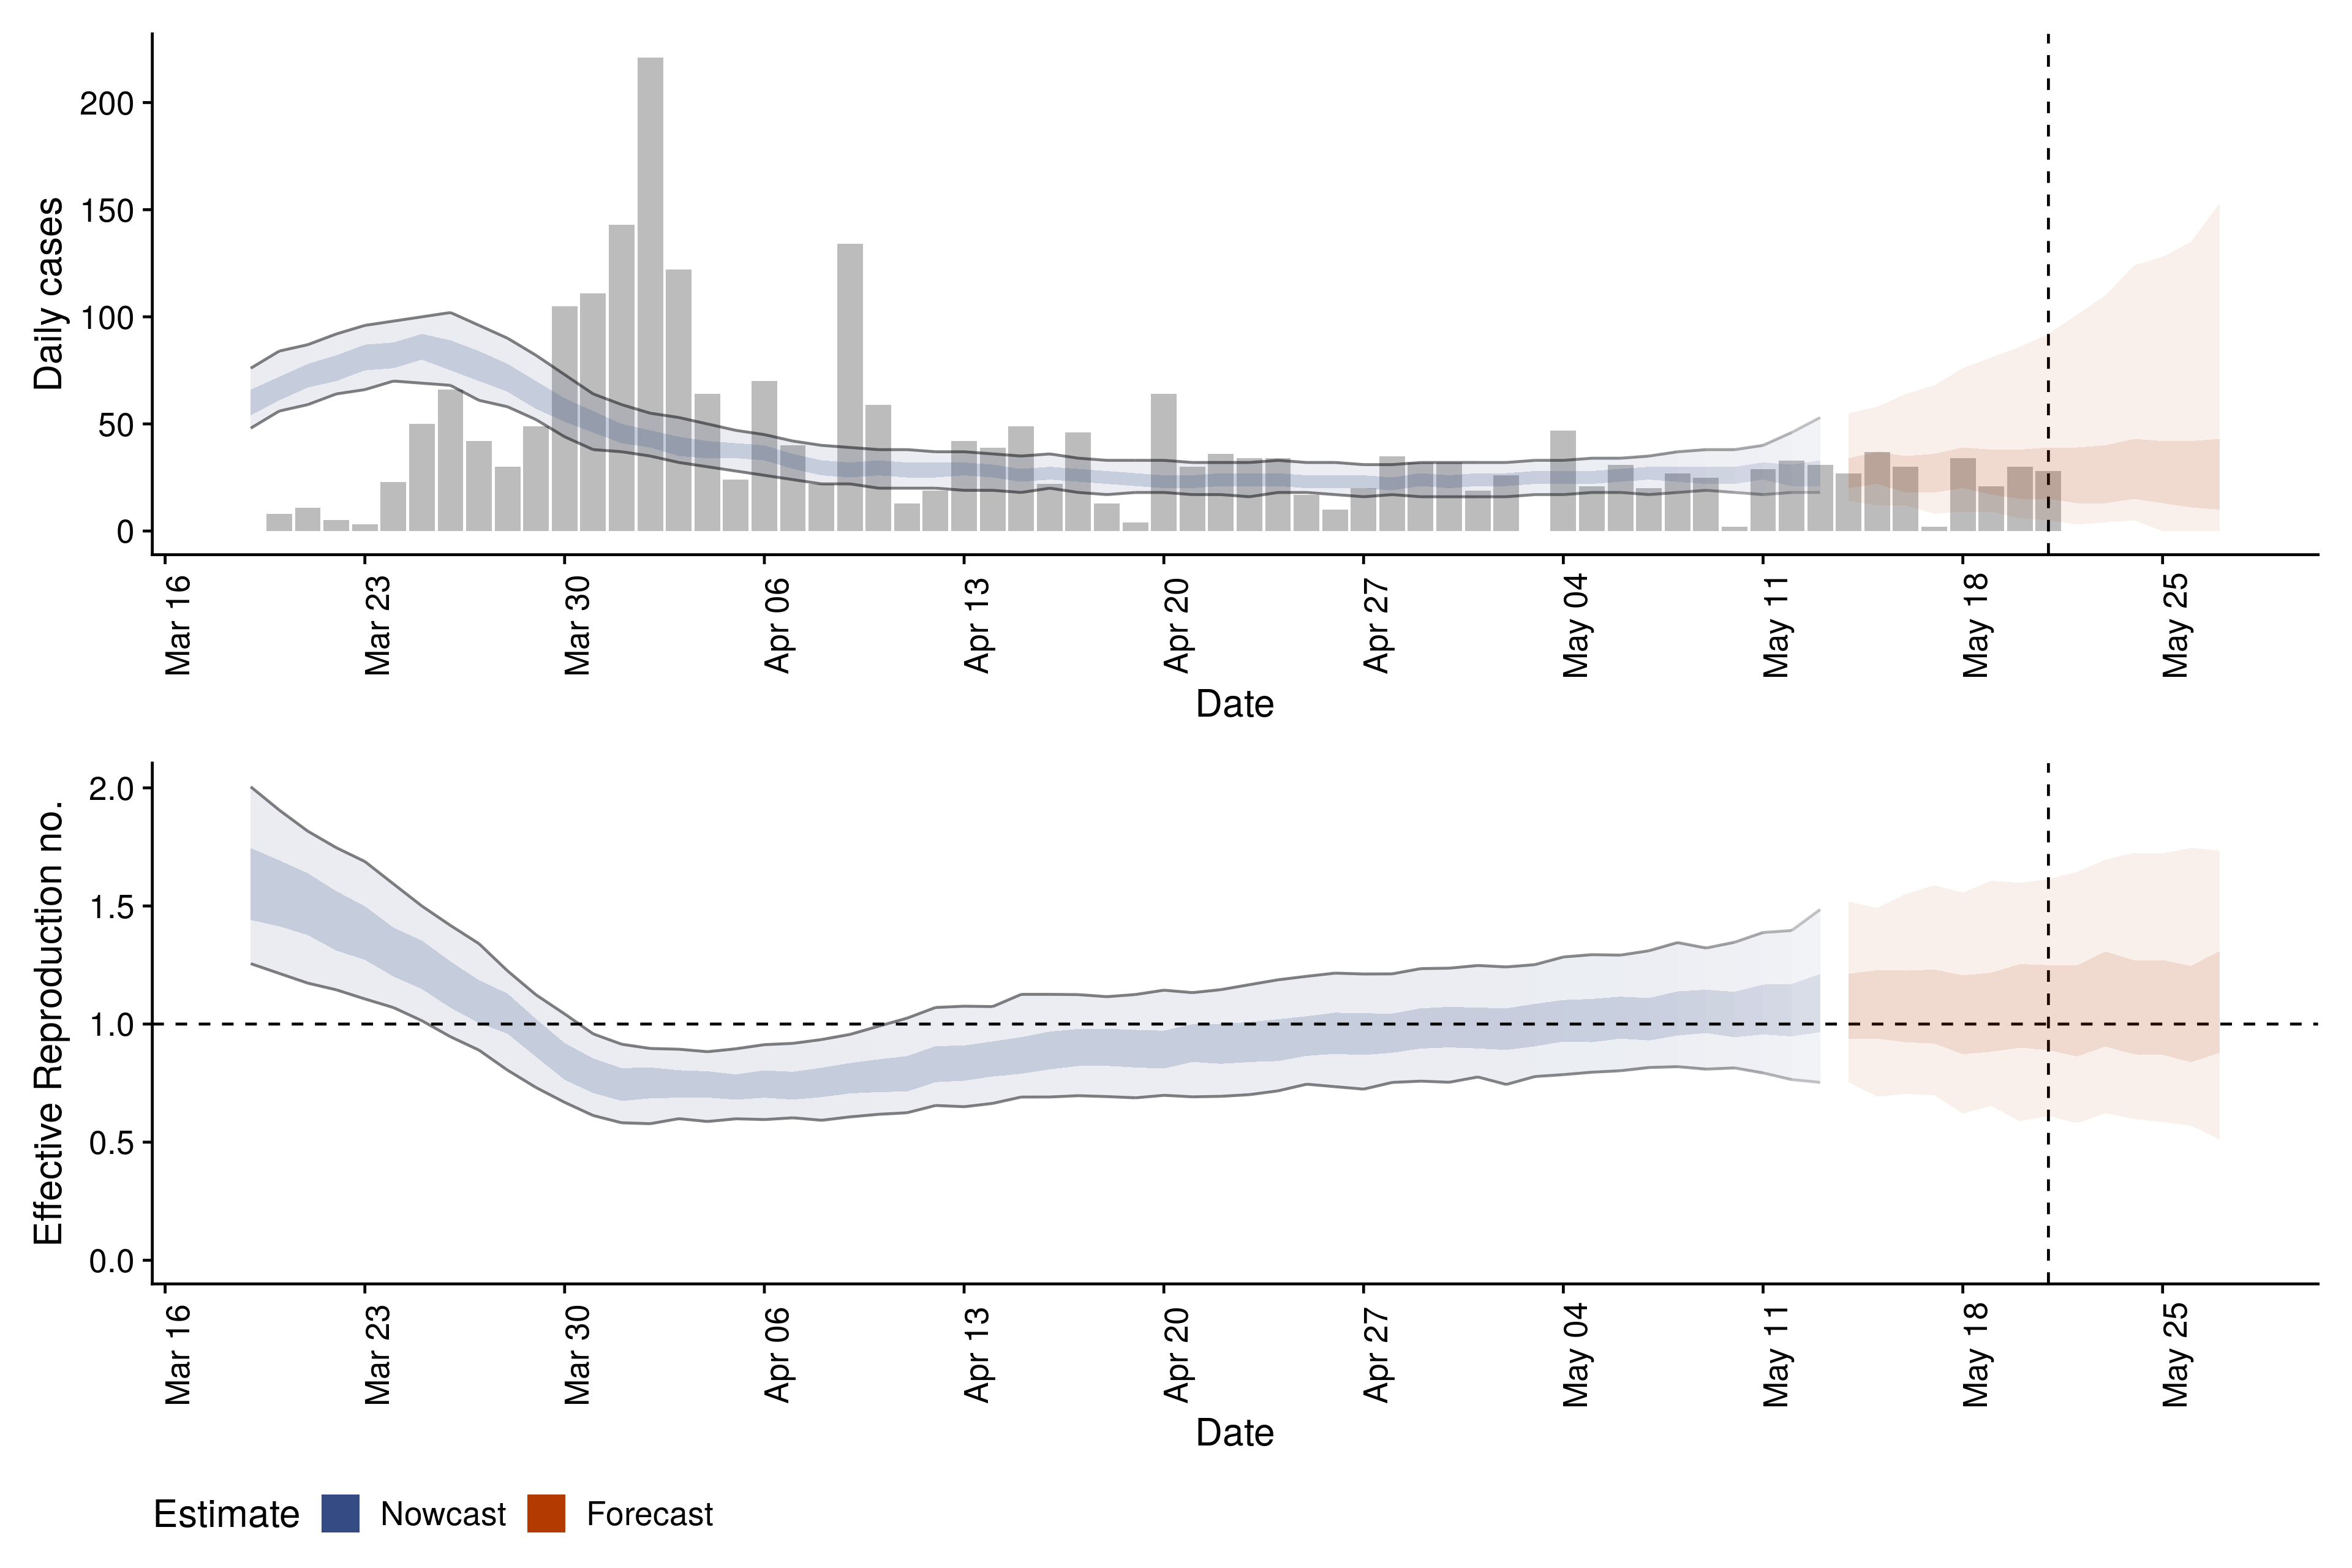 Daily cases
200
150
100
50
0
Mar 16
Mar 23
Mar 30
Apr 06
Apr 13
Apr 20
Apr 27
May 04
May 11
May 18
May 25
Date
Effective Reproduction no.
2.0
1.5
1.0
0.5
0.0
Mar 16
Mar 23
Mar 30
Apr 06
Apr 13
Apr 20
Apr 27
May 04
May 11
May 18
May 25
Date
Estimate Nowcast Forecast